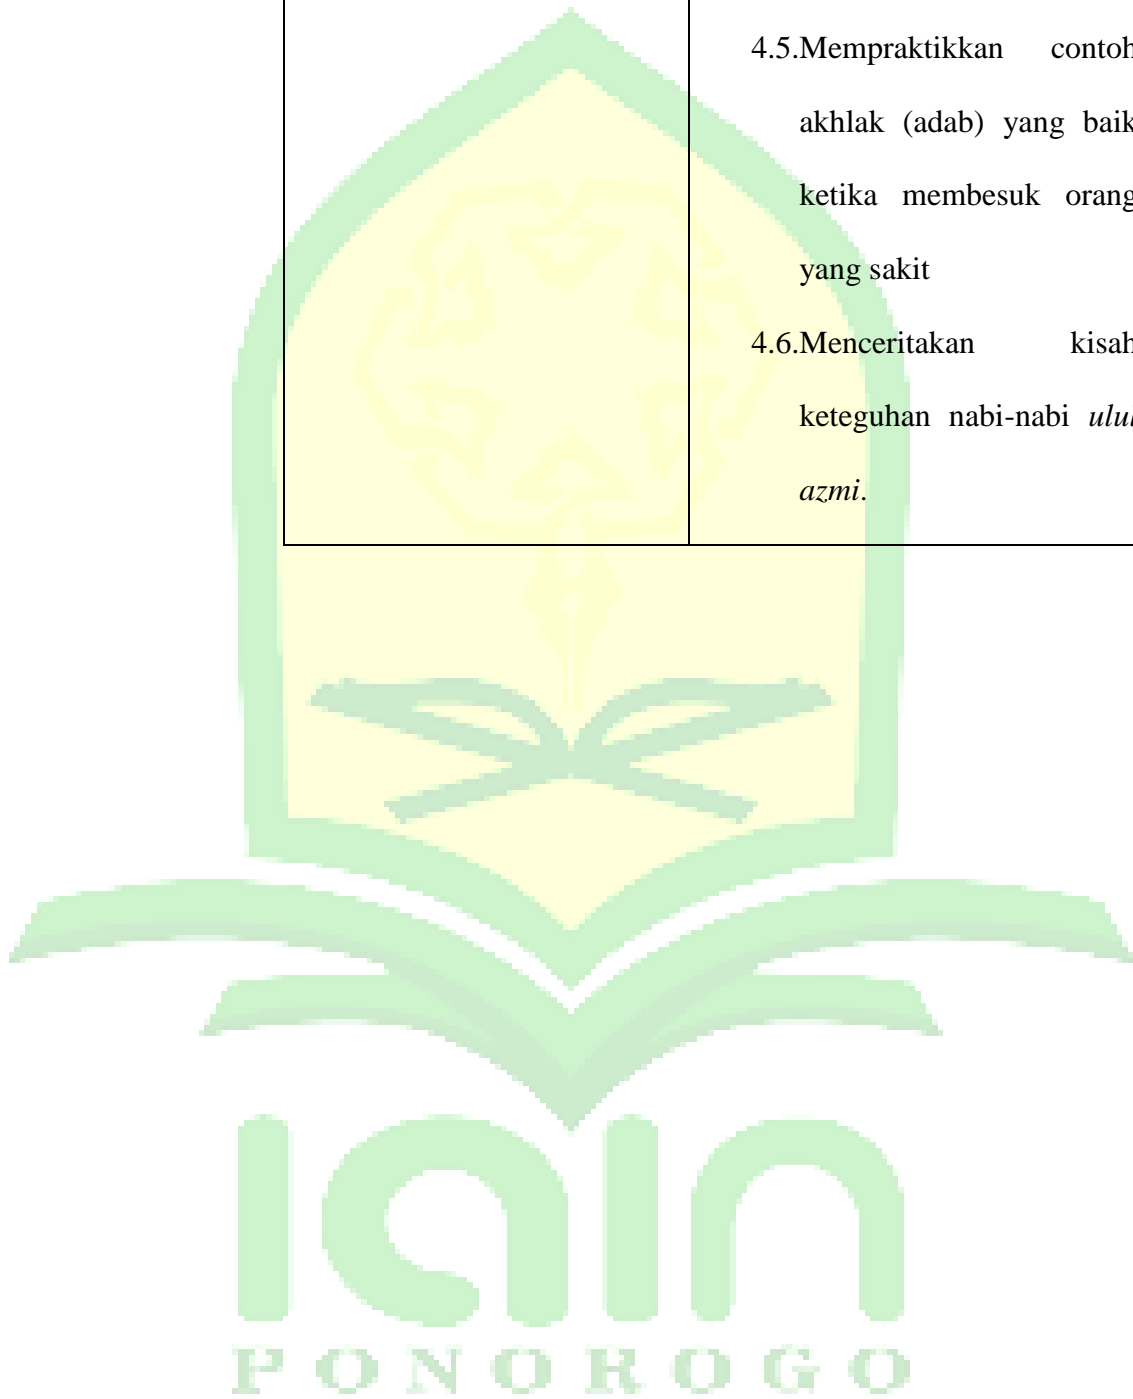 4.5.Mempraktikkan contoh
akhlak (adab) yang baik
ketika membesuk orang
yang sakit
4.6.Menceritakan kisah
keteguhan nabi-nabi ulul
azmi.
iain
PONOROGO